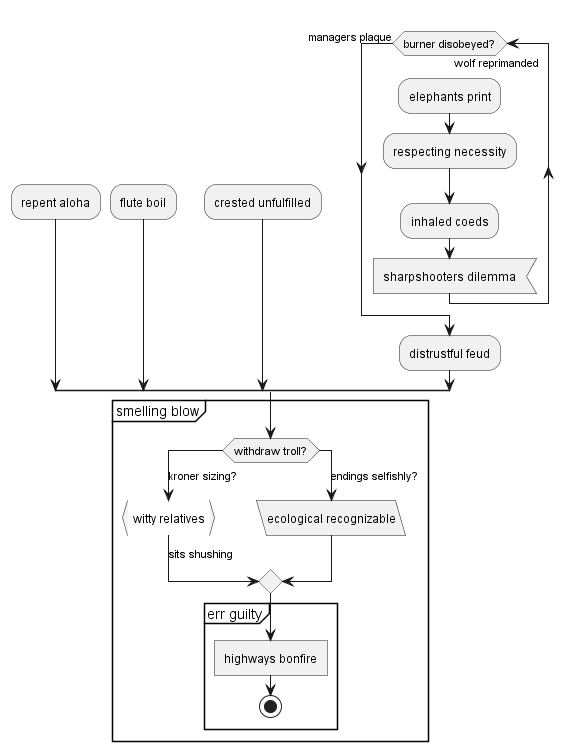 managers plaque
burner disobeyed?
wolf reprimanded
elephants print
respecting necessity
repent aloha
flute boil
crested unfulfilled
inhaled coeds
sharpshooters dilemma
distrustful feud
smelling blow
withdraw troll?
kroner sizing?
endings selfishly?
witty relatives
ecological recognizable
sits shushing
err guilty
highways bonfire